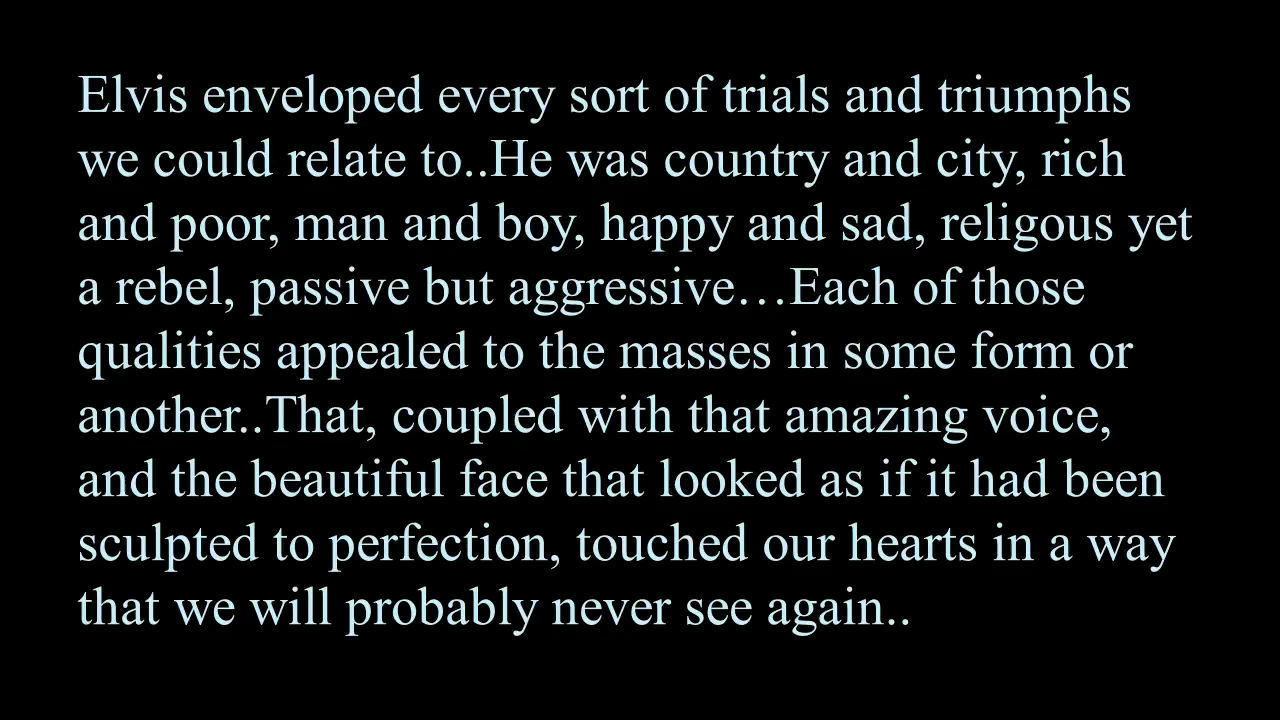 Elvis enveloped every sort of trials and triumphs
we could relate to..He was country and city, rich
and poor, man and boy, happy and sad, religous yet
a rebel, passive but aggressive…Each of those
qualities appealed to the masses in some form or
another..That, coupled with that amazing voice,
and the beautiful face that looked as if it had been
sculpted to perfection, touched our hearts in a way
that we will probably never see again..